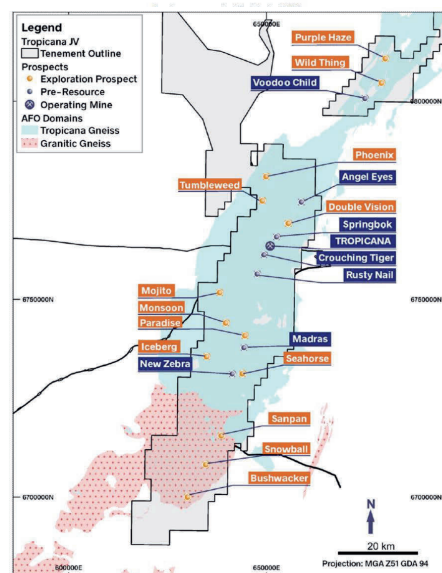 650000E
Legend
Tropicana JV
Tenement Outline
Prospects
Exploration Prospect
Pre-Resource
Operating Mine
AFO Domains
Tropicana Gneiss
Granitic Gneiss
Purple Haze
Wild Thing
Voodoo Child
6800000N
Phoenix
Angel Eyes
Tumbleweed
Double Vision
Springbok
TROPICANA
Crouching Tiger
Rusty Nail
Mojito
6750000N
6750000N
Monsoon
Paradise
Madras
Iceberg
New Zebra
Seahorse
Sanpan
Snowball
Bushwacker
6700000N
6700000N
N
20 km
Projection: MGA Z51 GDA 94
600000E
650000E